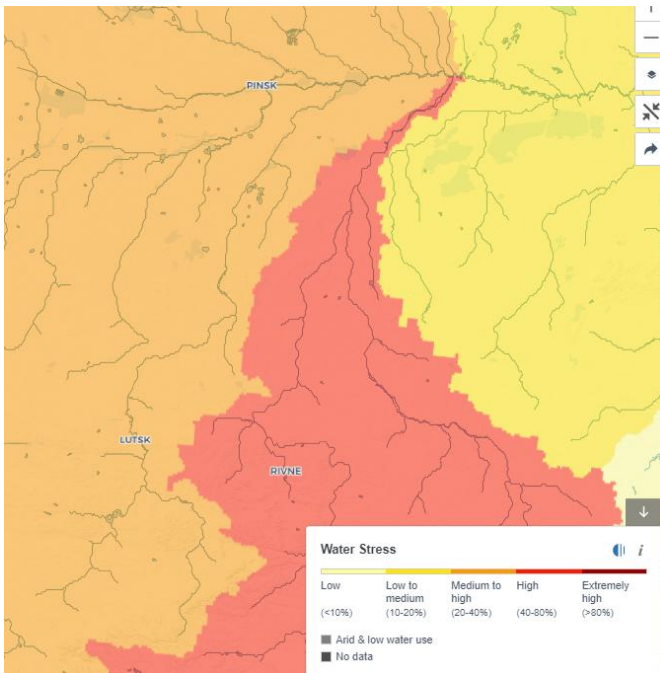 PINSK
LUTSK
RIVNE
Water Stress
i
Low
Low to
medium
Medium to
high
High
Extremely
high
(<10%)
(10-20%)
(20-40%)
(40-80%)
(>80%)
Arid & low water use
No data